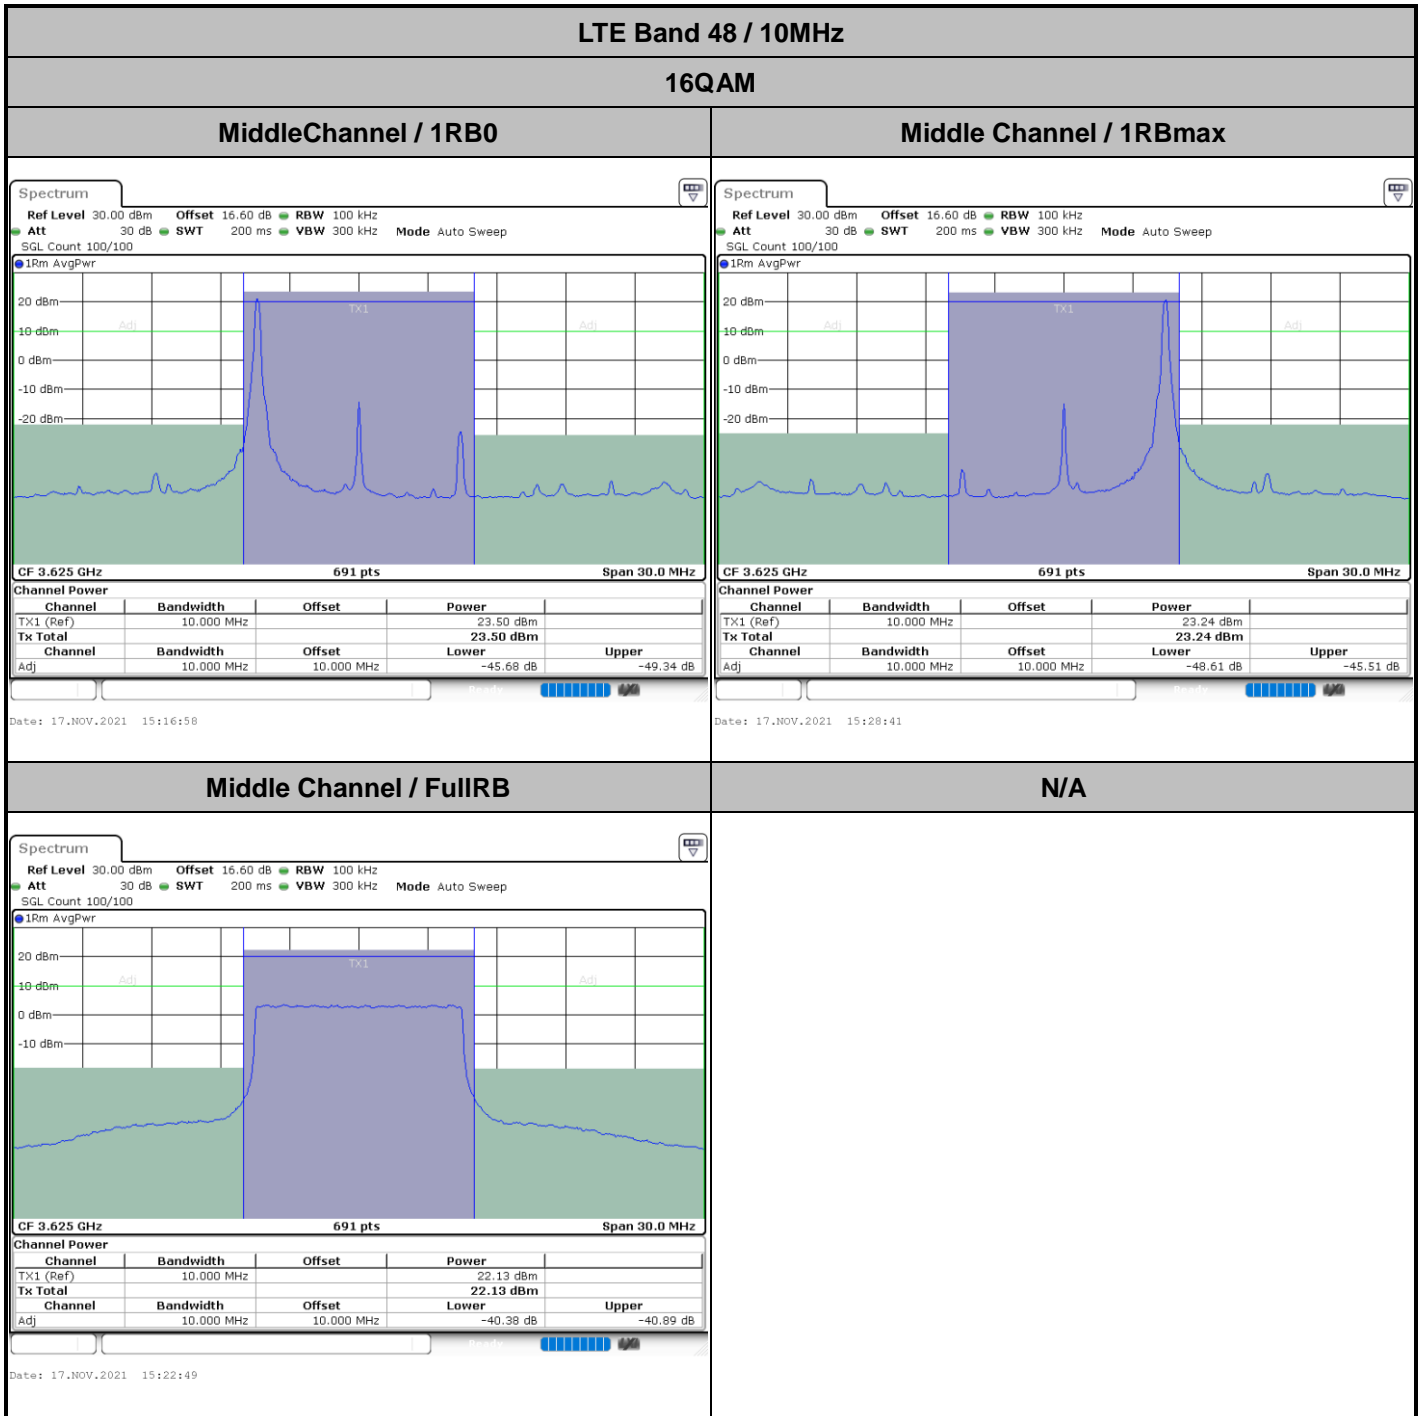 LTE Band 48 / 10MHz
16QAM
MiddleChannel / 1RB0
Middle Channel / 1RBmax
Spectrum
Ref Level 30.00 dBm Offset 16.60 dB RBW 100 kHz
Att 30 dB SWT 200 ms VBW 300 kHz Mode Auto Sweep
SGL Count 100/100
1Rm AvgPwr
20 dBm
10 dBm
0 dBm
-10 dBm
-20 dBm
Adj
TX1
Adj
CF 3.625 GHz 691 pts Span 30.0 MHz
Channel Power
Channel Bandwidth Offset Power
TX1 (Ref) 10.000 MHz 23.50 dBm
Tx Total 23.50 dBm
Channel Bandwidth Offset Lower Upper
Adj 10.000 MHz 10.000 MHz -45.68 dB -49.34 dB
Ready
Date: 17.NOV.2021 15:16:58
Spectrum
Ref Level 30.00 dBm Offset 16.60 dB RBW 100 kHz
Att 30 dB SWT 200 ms VBW 300 kHz Mode Auto Sweep
SGL Count 100/100
1Rm AvgPwr
20 dBm
10 dBm
0 dBm
-10 dBm
-20 dBm
Adj
TX1
Adj
CF 3.625 GHz 691 pts Span 30.0 MHz
Channel Power
Channel Bandwidth Offset Power
TX1 (Ref) 10.000 MHz 23.24 dBm
Tx Total 23.24 dBm
Channel Bandwidth Offset Lower Upper
Adj 10.000 MHz 10.000 MHz -48.61 dB -45.51 dB
Ready
Date: 17.NOV.2021 15:28:41
Middle Channel / FullRB
N/A
Spectrum
Ref Level 30.00 dBm Offset 16.60 dB RBW 100 kHz
Att 30 dB SWT 200 ms VBW 300 kHz Mode Auto Sweep
SGL Count 100/100
1Rm AvgPwr
20 dBm
10 dBm
0 dBm
-10 dBm
Adj
TX1
Adj
CF 3.625 GHz 691 pts Span 30.0 MHz
Channel Power
Channel Bandwidth Offset Power
TX1 (Ref) 10.000 MHz 22.13 dBm
Tx Total 22.13 dBm
Channel Bandwidth Offset Lower Upper
Adj 10.000 MHz 10.000 MHz -40.38 dB -40.89 dB
Ready
Date: 17.NOV.2021 15:22:49